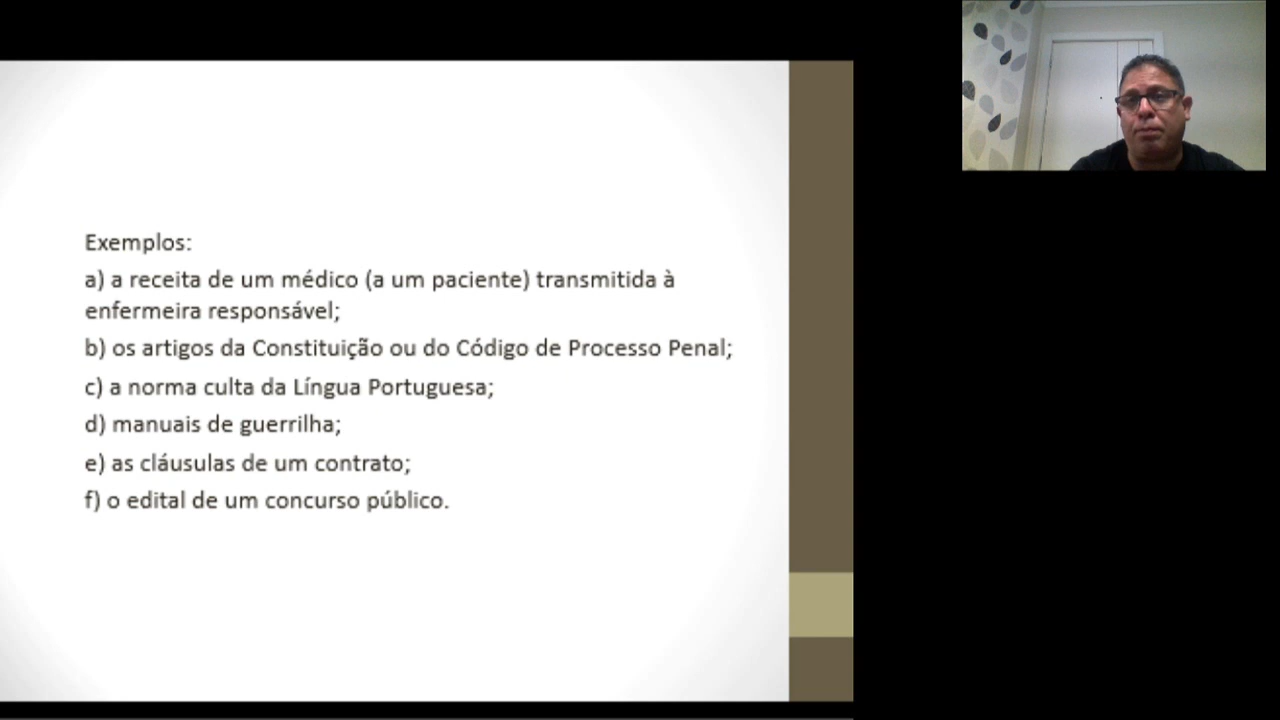 Exemplos:
a) a receita de um médico (a um paciente) transmitida à
enfermeira responsável;
b) os artigos da Constituição ou do Código de Processo Penal;
c) a norma culta da Língua Portuguesa;
d) manuais de guerrilha;
e) as cláusulas de um contrato;
f) o edital de um concurso público.